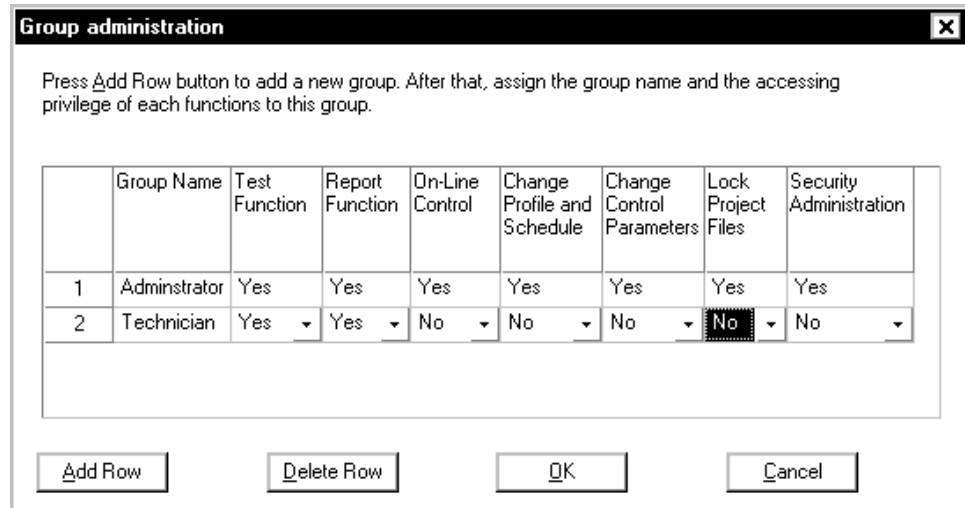 Group administration
Press Add Row button to add a new group. After that, assign the group name and the accessing
privilege of each functions to this group.
Group Name Test Report On-Line Change Change Lock Security
Function Function Control Profile and Control Project Administration
Schedule Parameters Files
1 Adminstrator Yes Yes Yes Yes Yes Yes Yes
2 Technician Yes Yes No No No No No
Add Row Delete Row OK Cancel